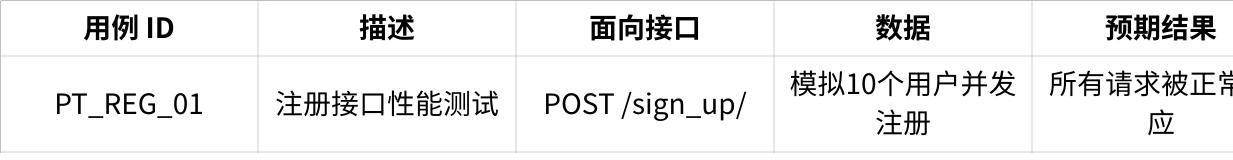 用例 ID 描述 面向接口 数据 预期结果
PT_REG_01 注册接口性能测试 POST /sign_up/ 模拟10个用户并发 所有请求被正常
注册 应